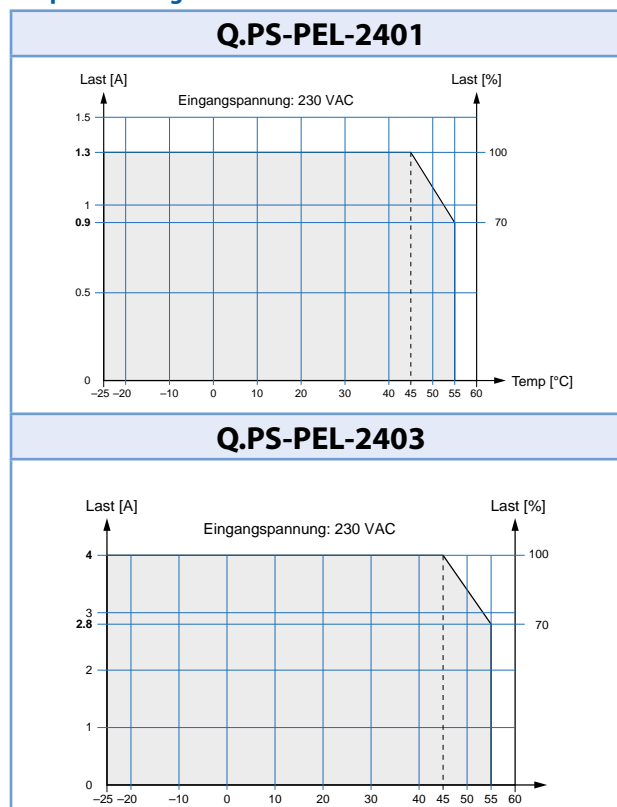 Q.PS-PEL-2401
Last [A] Last [%]
Eingangspannung: 230 VAC
1.5
1.3 100
1
0.9 70
0.5
0 Temp [°C]
–25 –20 –10 0 10 20 30 40 45 50 55 60
Q.PS-PEL-2403
Last [A] Last [%]
Eingangspannung: 230 VAC
4 100
3
2.8 70
2
1
0
–25 –20 –10 0 10 20 30 40 45 50 55 60